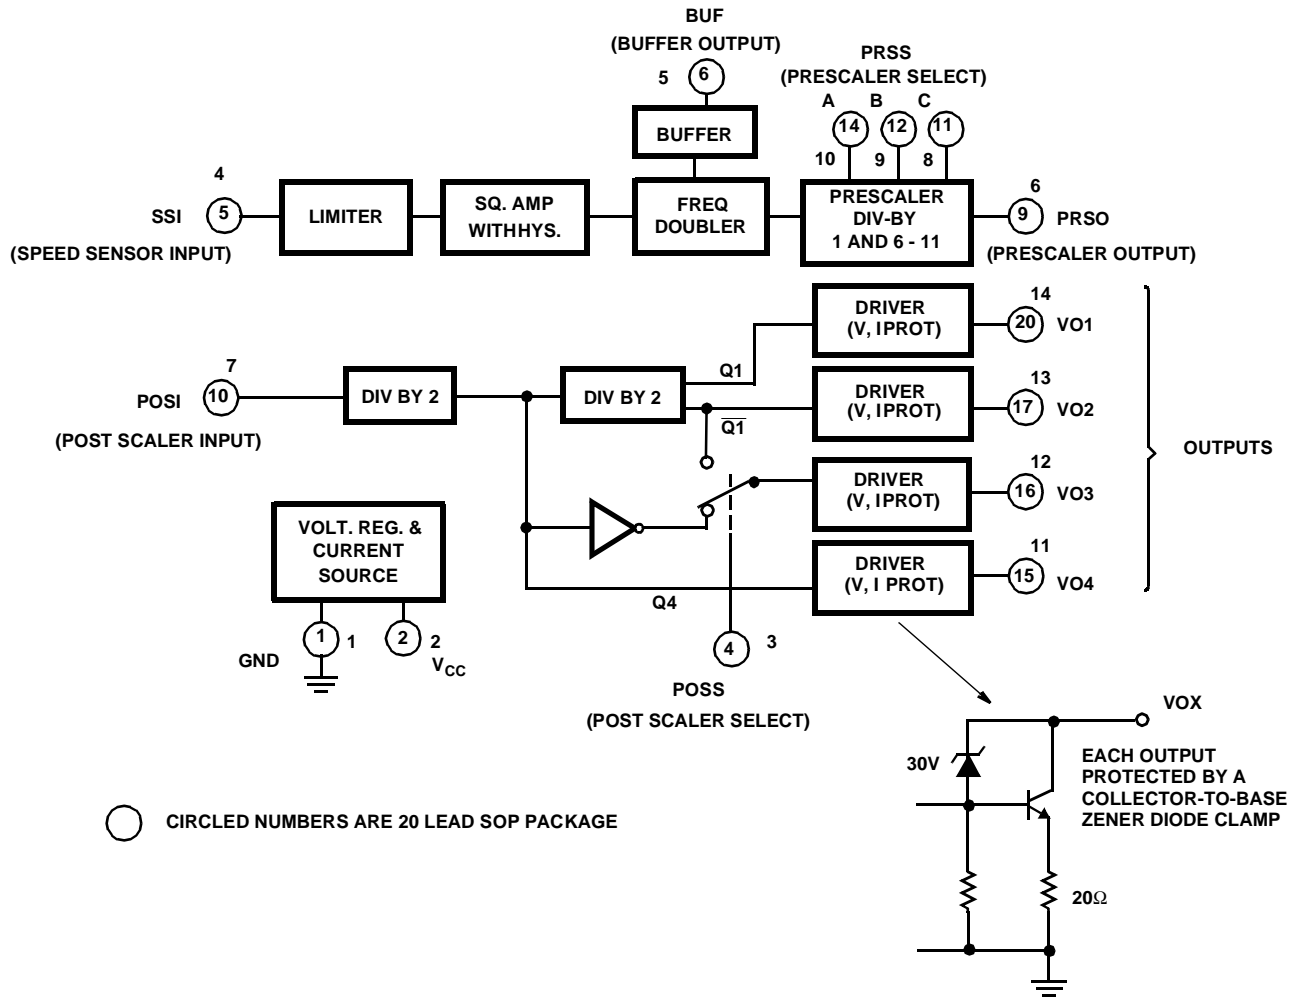 BUF
(BUFFER OUTPUT)
5 6
PRSS
(PRESCALER SELECT)
A B C
14 12 11
10 9 8
BUFFER
4
SSI 5
(SPEED SENSOR INPUT)
LIMITER
SQ. AMP
WITHHYS.
FREQ
DOUBLER
PRESCALER
DIV-BY
1 AND 6 - 11
6
9 PRSO
(PRESCALER OUTPUT)
DRIVER
(V, IPROT)
14
20 VO1
7
POSI 10
(POST SCALER INPUT)
DIV BY 2
DIV BY 2
Q1
Q1
DRIVER
(V, IPROT)
13
17 VO2
OUTPUTS
DRIVER
(V, IPROT)
12
16 VO3
VOLT. REG. &
CURRENT
SOURCE
DRIVER
(V, I PROT)
11
15 VO4
Q4
1 1
GND
2 2
VCC
4 3
POSS
(POST SCALER SELECT)
VOX
30V
EACH OUTPUT
PROTECTED BY A
COLLECTOR-TO-BASE
ZENER DIODE CLAMP
20Ω
CIRCLED NUMBERS ARE 20 LEAD SOP PACKAGE